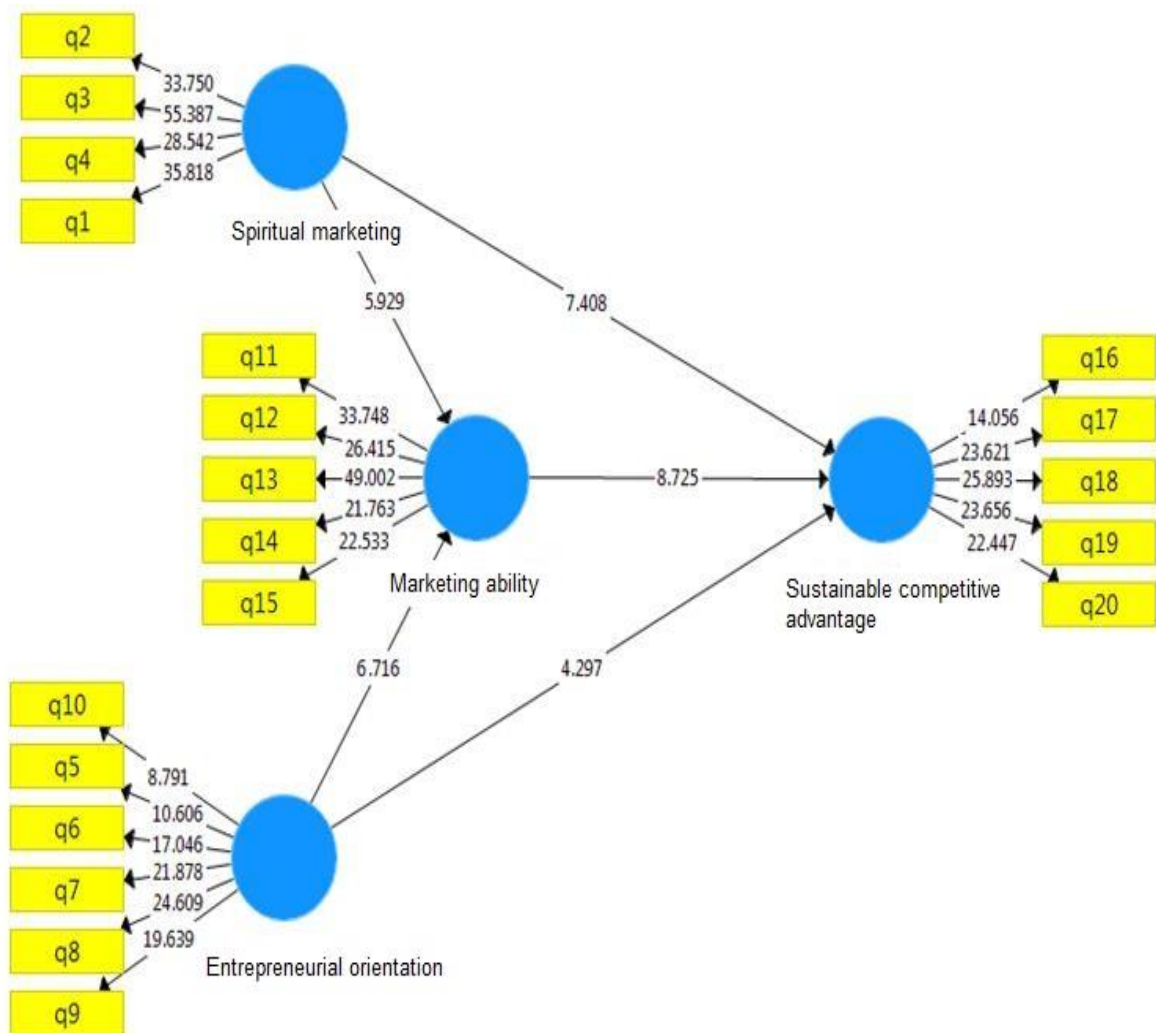 q2
q3
q4
q1
33.750
55.387
28.542
35.818
Spiritual marketing
5.929
7.408
q11
q12
q13
q14
q15
33.748
26.415
49.002
21.763
22.533
Marketing ability
8.725
q16
q17
q18
q19
q20
14.056
23.621
25.893
23.656
22.447
Sustainable competitive
advantage
6.716
4.297
q10
q5
q6
q7
q8
q9
8.791
10.606
17.046
21.878
24.609
19.639
Entrepreneurial orientation